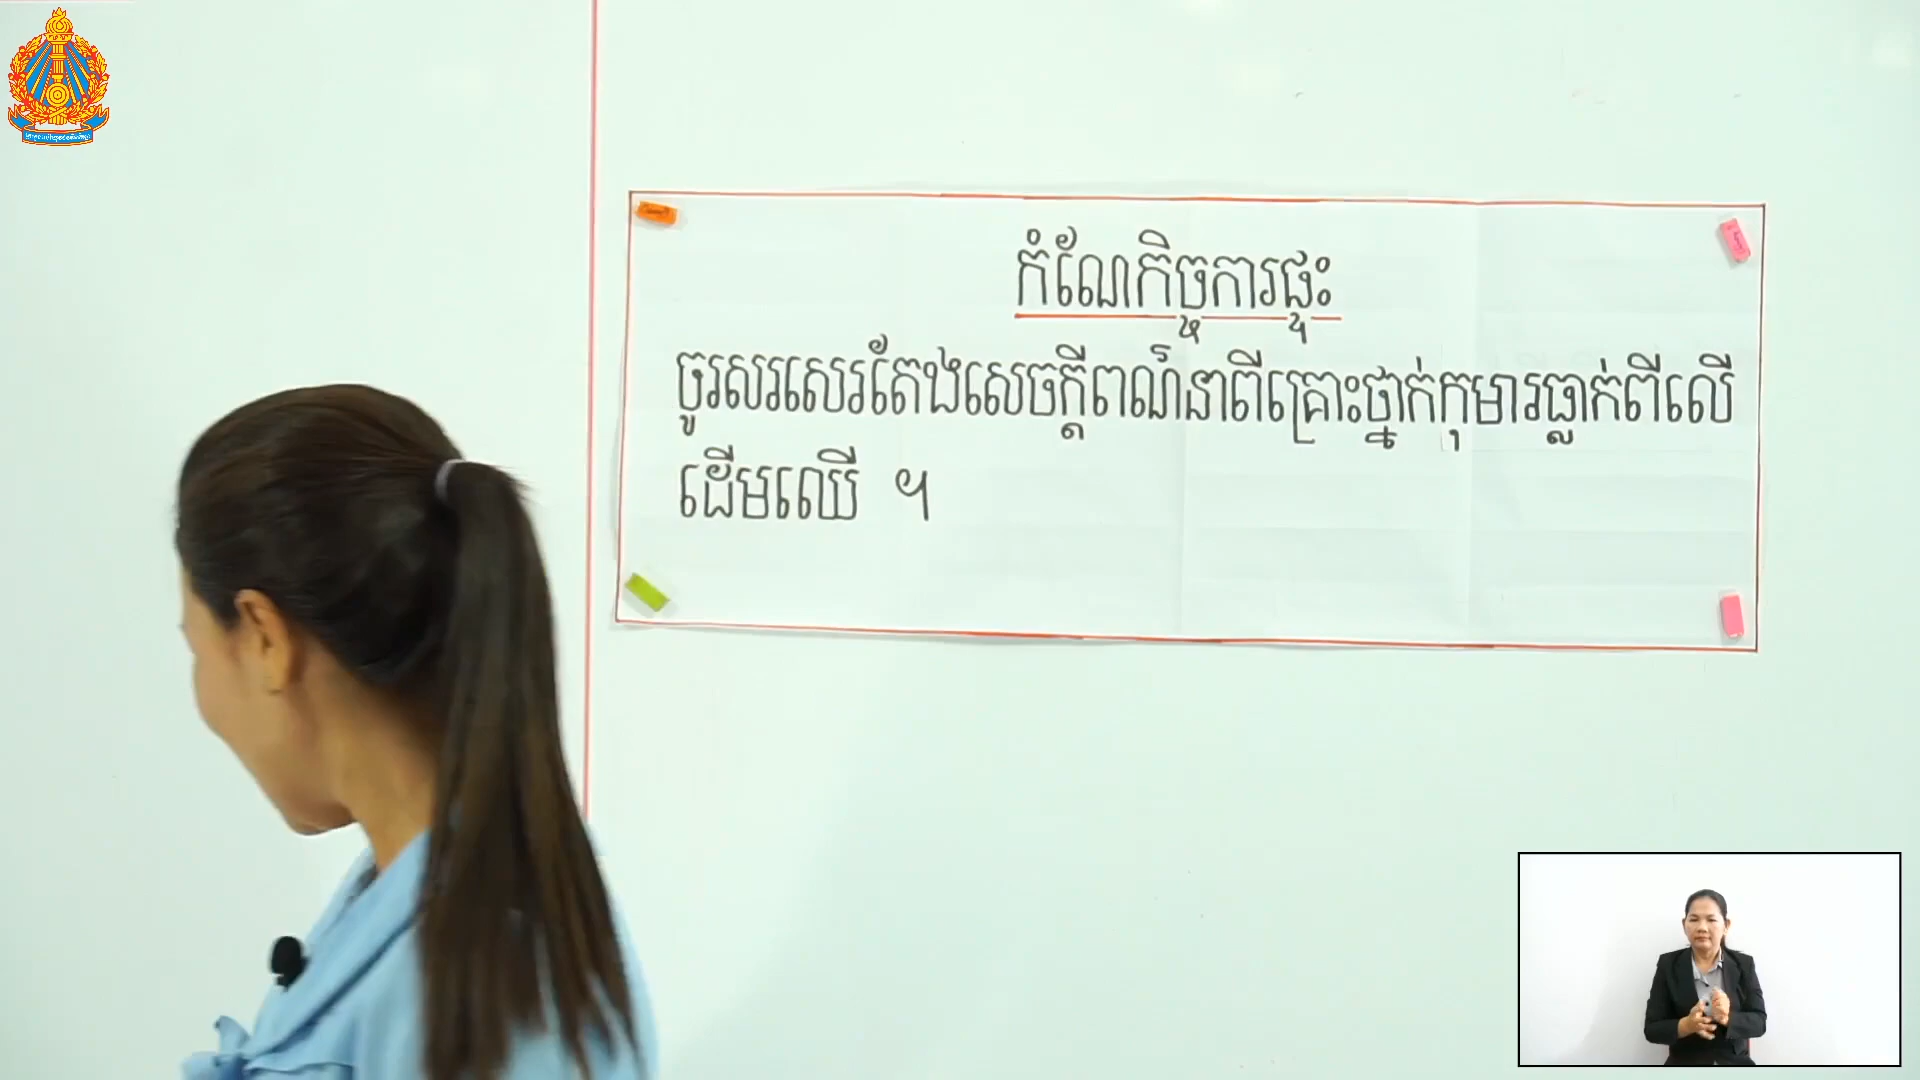 កំណែកិច្ចការផ្ទះ
ចូរសរសេរតែងសេចក្ដីពណ៌នាពីគ្រោះថ្នាក់កុមារធ្លាក់ពីលើ
ដើមឈើ ។